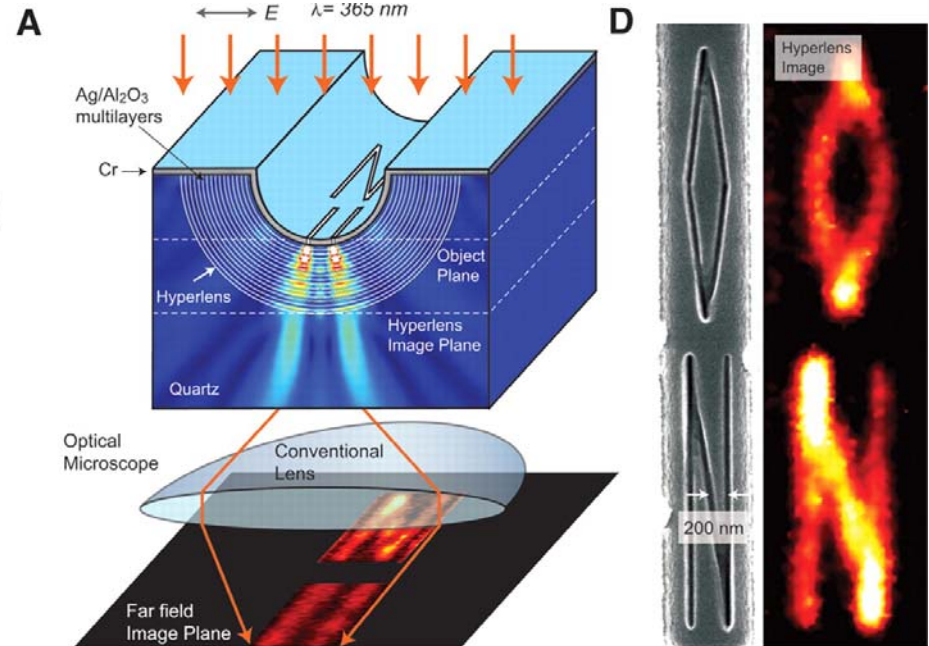 A
E
λ= 365 nm
Ag/Al₂O₃
multilayers
Cr
Object
Plane
Hyperlens
Hyperlens
Image Plane
Quartz
Optical
Microscope
Conventional
Lens
Far field
Image Plane
D
Hyperlens
Image
200 nm